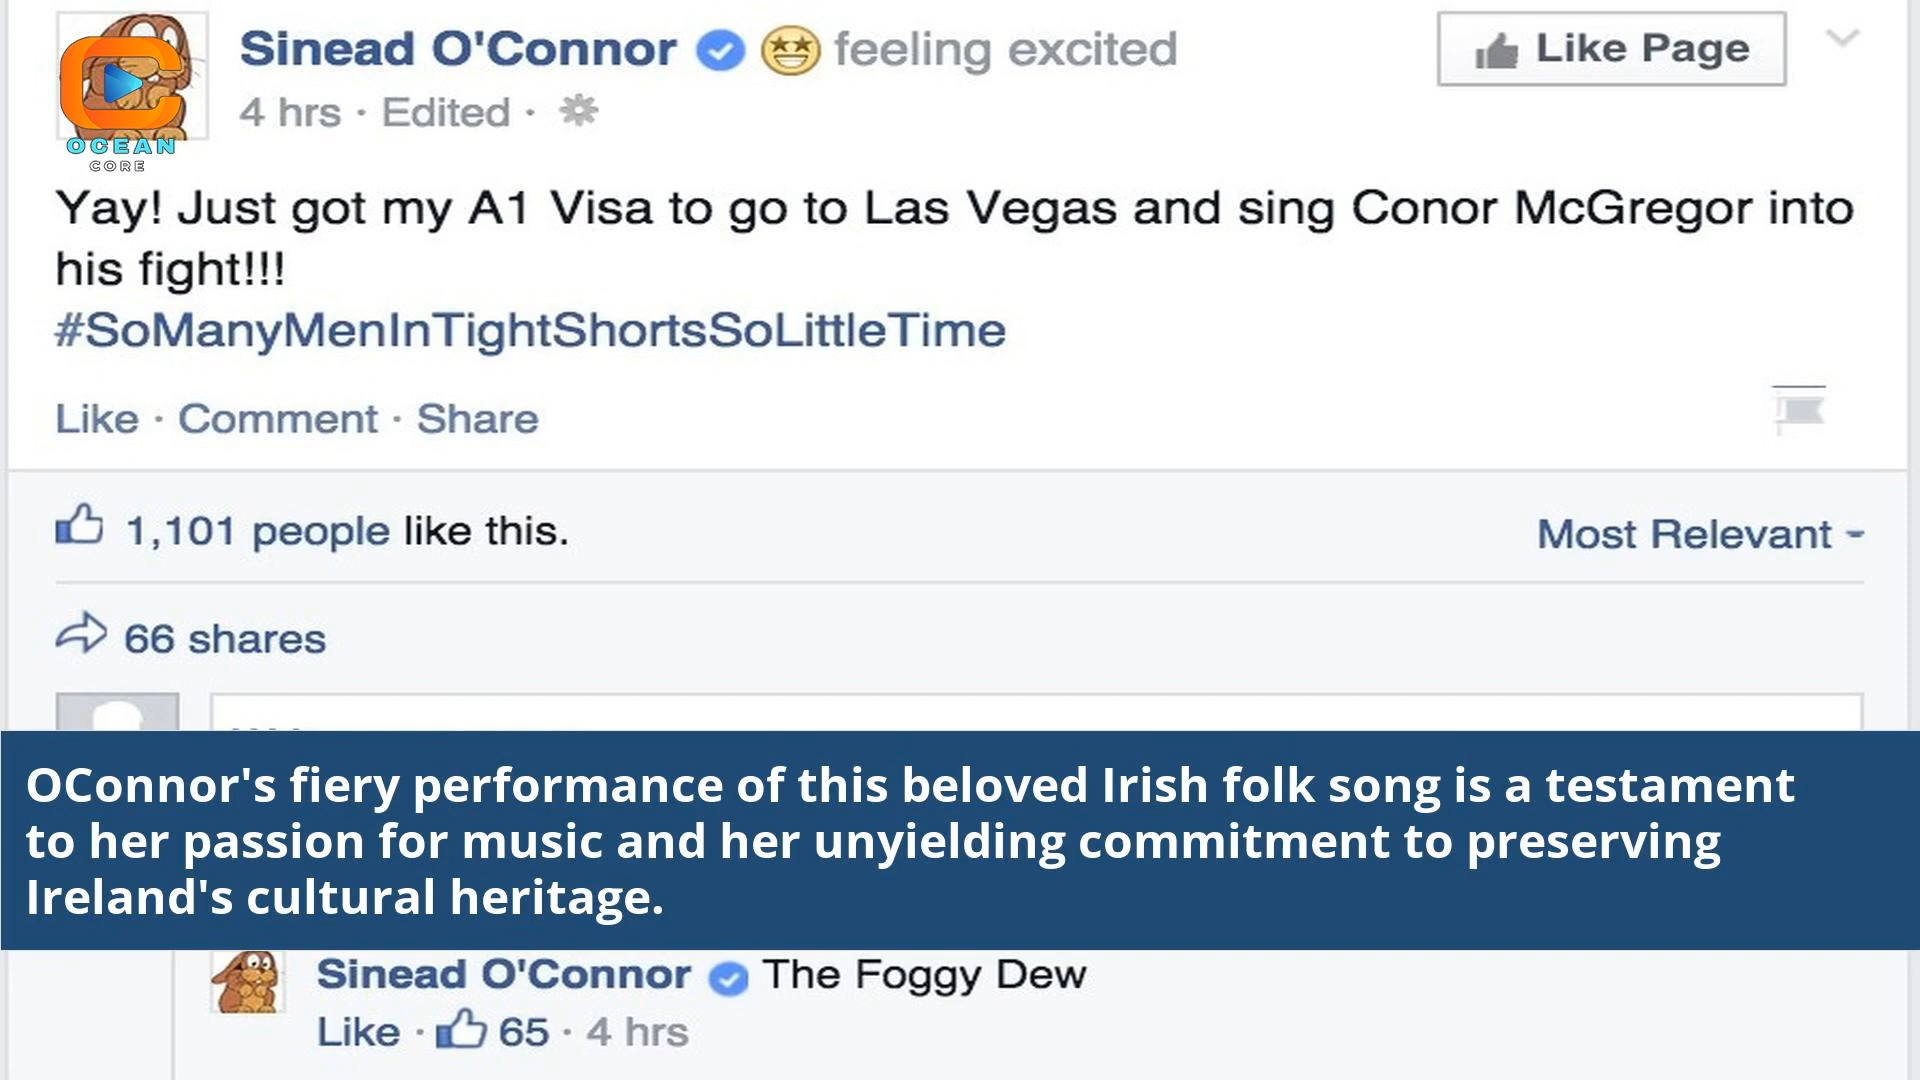 Sinead O'Connor feeling excited
Like Page
4 hrs · Edited ·
OCEAN
CORE
Yay! Just got my A1 Visa to go to Las Vegas and sing Conor McGregor into
his fight!!!
#SoManyMenInTightShortsSoLittleTime
Like · Comment · Share
1,101 people like this.
Most Relevant
66 shares
OConnor's fiery performance of this beloved Irish folk song is a testament
to her passion for music and her unyielding commitment to preserving
Ireland's cultural heritage.
Sinead O'Connor The Foggy Dew
Like · 65 · 4 hrs